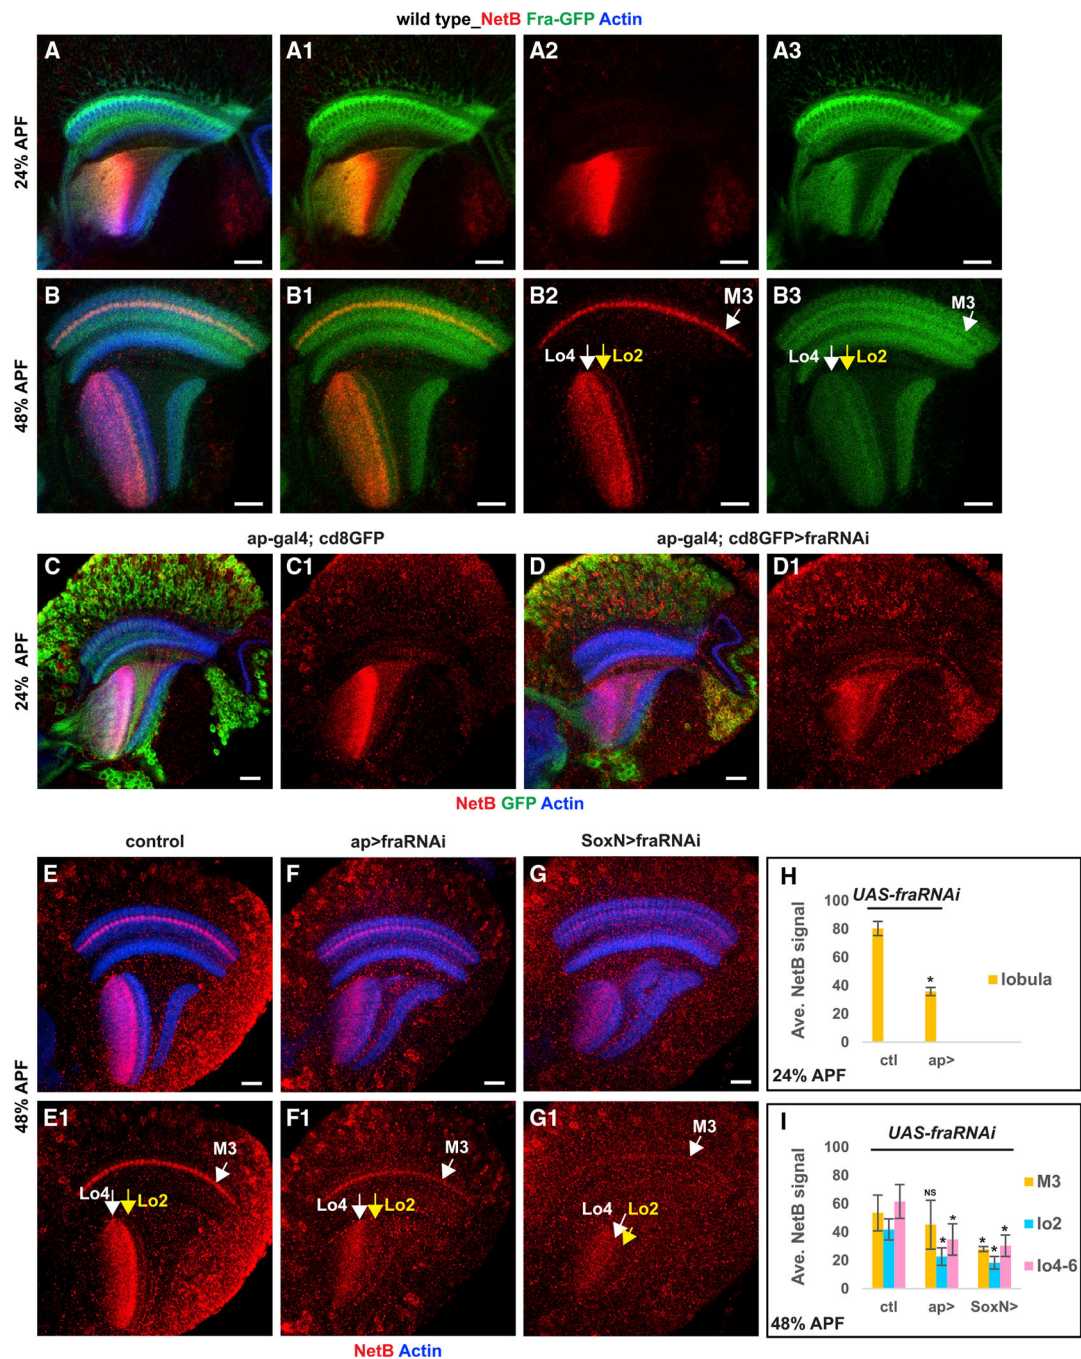 wild type_NetB Fra-GFP Actin
A
A1
A2
A3
24% APF
B
B1
B2
M3
Lo4
Lo2
B3
M3
Lo4
Lo2
48% APF
ap-gal4; cd8GFP
ap-gal4; cd8GFP>fraRNAi
C
C1
D
D1
24% APF
NetB GFP Actin
control
ap>fraRNAi
SoxN>fraRNAi
E
F
G
H
UAS-fraRNAi
100
80
60
40
20
0
Ave. NetB signal
*
lobula
ctl
ap>
24% APF
48% APF
E1
M3
Lo4
Lo2
F1
M3
Lo4
Lo2
G1
M3
Lo4
Lo2
I
UAS-fraRNAi
100
80
60
40
20
0
Ave. NetB signal
NS
* *
* * *
M3
lo2
lo4-6
ctl
ap>
SoxN>
48% APF
NetB Actin